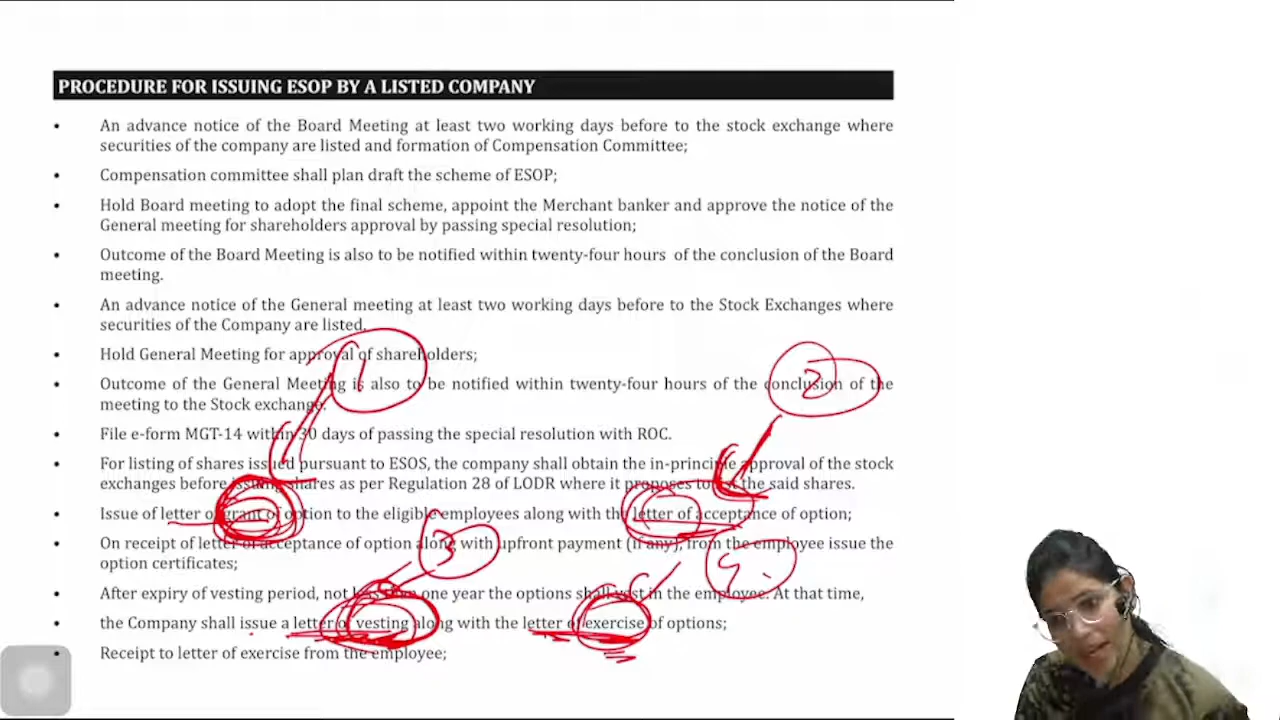 PROCEDURE FOR ISSUING ESOP BY A LISTED COMPANY
• An advance notice of the Board Meeting at least two working days before to the stock exchange where
securities of the company are listed and formation of Compensation Committee;
• Compensation committee shall plan draft the scheme of ESOP;
• Hold Board meeting to adopt the final scheme, appoint the Merchant banker and approve the notice of the
General meeting for shareholders approval by passing special resolution;
• Outcome of the Board Meeting is also to be notified within twenty-four hours of the conclusion of the Board
meeting.
• An advance notice of the General meeting at least two working days before to the Stock Exchanges where
securities of the Company are listed.
• Hold General Meeting for approval of shareholders;
1
2
• Outcome of the General Meeting is also to be notified within twenty-four hours of the conclusion of the
meeting to the Stock exchange.
• File e-form MGT-14 within 30 days of passing the special resolution with ROC.
• For listing of shares issued pursuant to ESOS, the company shall obtain the in-principle approval of the stock
exchanges before issuing shares as per Regulation 28 of LODR where it proposes to list the said shares.
• Issue of letter of grant of option to the eligible employees along with the letter of acceptance of option;
• On receipt of letter of acceptance of option along with upfront payment (if any), from the employee issue the
option certificates;
3
• After expiry of vesting period, not less than one year the options shall vest in the employee. At that time,
the Company shall issue a letter of vesting along with the letter of exercise of options;
• Receipt to letter of exercise from the employee;